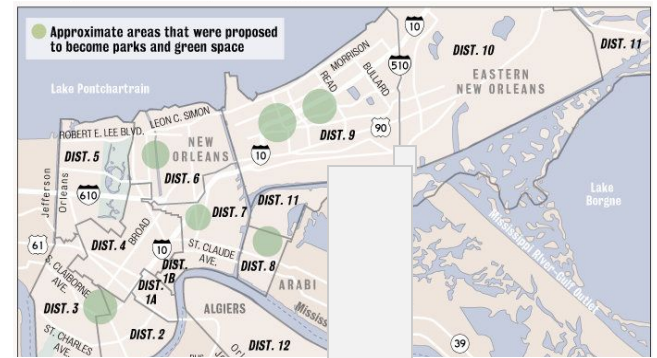 Approximate areas that were proposed
to become parks and green space
10
DIST. 10
DIST. 11
510
MORRISON
READ
BULLARD
EASTERN
NEW ORLEANS
Lake Pontchartrain
LEON C. SIMON
ROBERT E. LEE BLVD.
DIST. 9
90
NEW
ORLEANS
10
DIST. 5
DIST. 6
Jefferson
Orleans
610
DIST. 7
DIST. 11
Lake
Borgne
Mississippi River-Gulf Outlet
61
DIST. 4
BROAD
10
ST. CLAUDE
AVE.
DIST. 8
S. CLAIBORNE
AVE.
DIST.
1B
DIST.
1A
ARABI
DIST. 3
ALGIERS
DIST. 2
ST. CHARLES
AVE.
DIST. 12
39